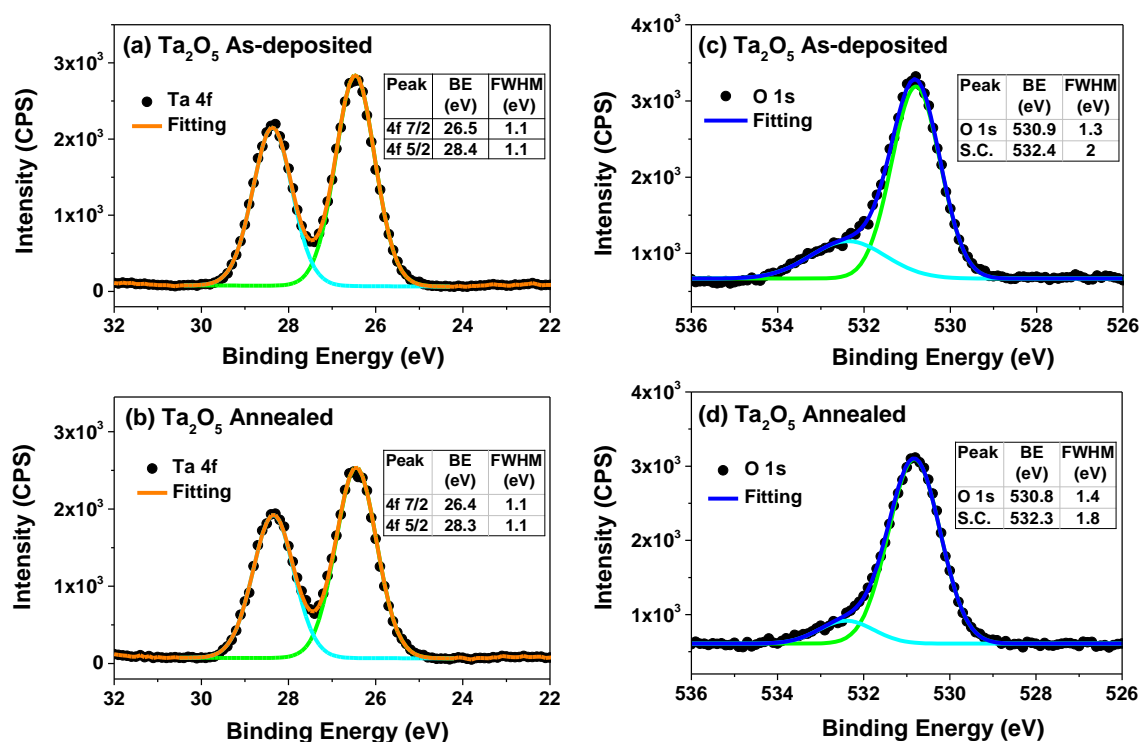 (a) Ta₂O₅ As-deposited
Ta 4f
Fitting
Peak BE (eV) FWHM (eV)
4f 7/2 26.5 1.1
4f 5/2 28.4 1.1
3x10³
2x10³
1x10³
0
Intensity (CPS)
32 30 28 26 24 22
Binding Energy (eV)
(c) Ta₂O₅ As-deposited
O 1s
Fitting
Peak BE (eV) FWHM (eV)
O 1s 530.9 1.3
S.C. 532.4 2
4x10³
3x10³
2x10³
1x10³
Intensity (CPS)
536 534 532 530 528 526
Binding Energy (eV)
(b) Ta₂O₅ Annealed
Ta 4f
Fitting
Peak BE (eV) FWHM (eV)
4f 7/2 26.4 1.1
4f 5/2 28.3 1.1
3x10³
2x10³
1x10³
0
Intensity (CPS)
32 30 28 26 24 22
Binding Energy (eV)
(d) Ta₂O₅ Annealed
O 1s
Fitting
Peak BE (eV) FWHM (eV)
O 1s 530.8 1.4
S.C. 532.3 1.8
4x10³
3x10³
2x10³
1x10³
Intensity (CPS)
536 534 532 530 528 526
Binding Energy (eV)